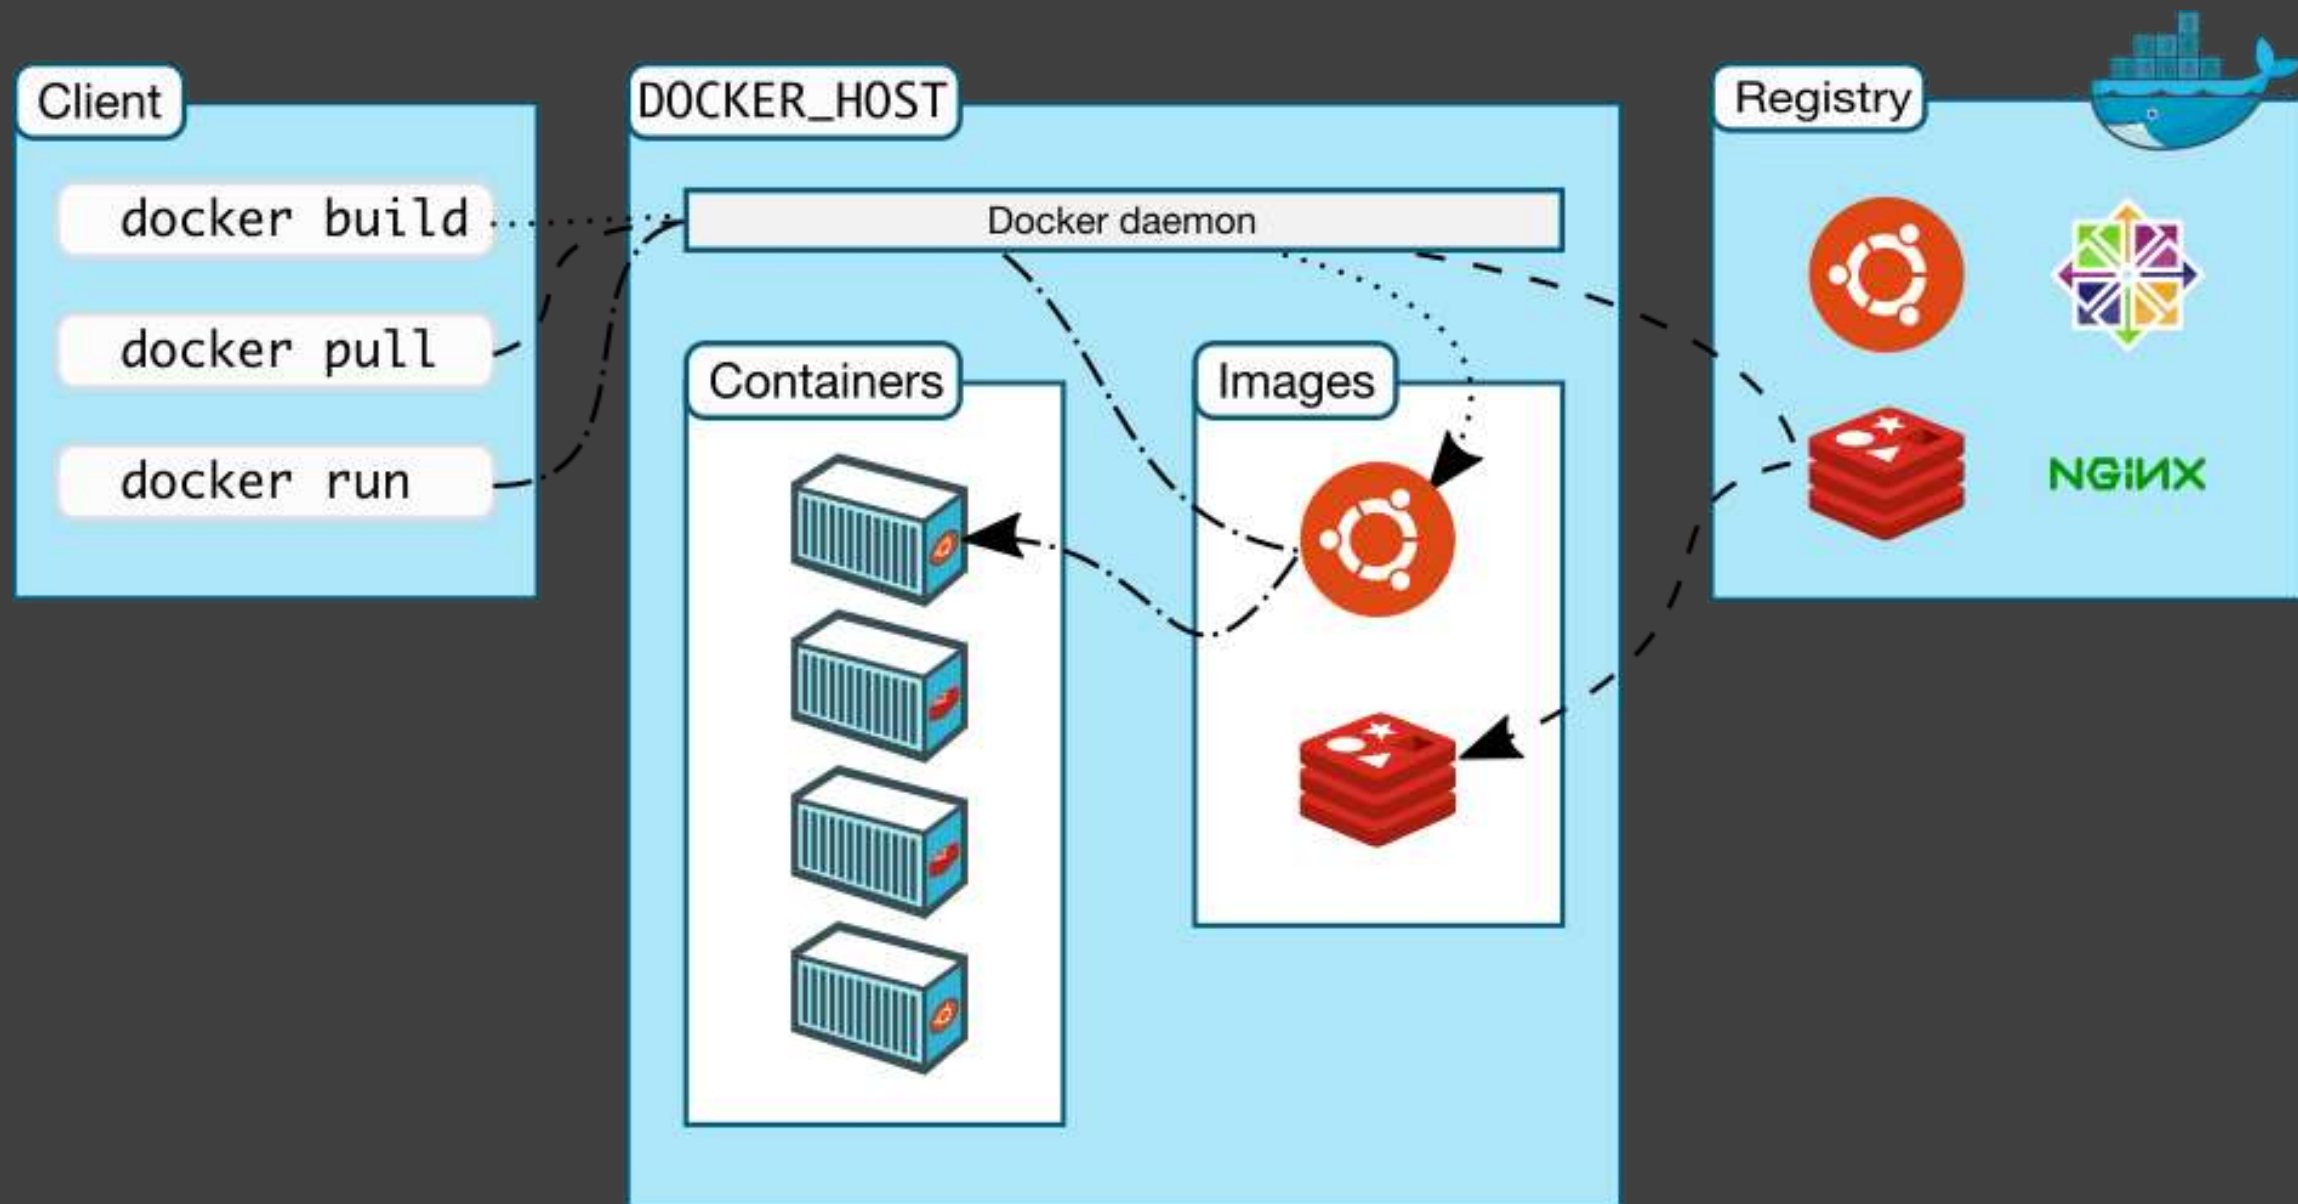 Client
docker build
docker pull
docker run
DOCKER_HOST
Docker daemon
Containers
Images
Registry
NGiNX